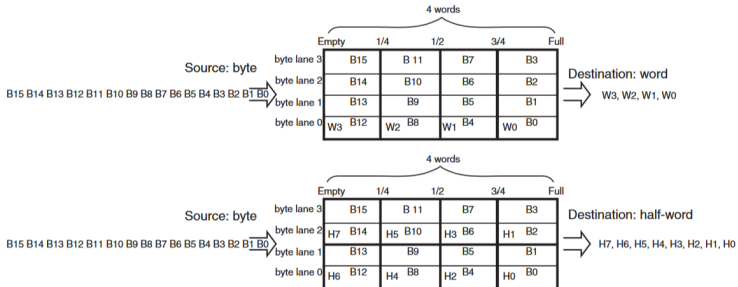 4 words
Empty 1/4 1/2 3/4 Full
Source: byte
B15 B14 B13 B12 B11 B10 B9 B8 B7 B6 B5 B4 B3 B2 B1 B0
byte lane 3 B15 B 11 B7 B3
byte lane 2 B14 B10 B6 B2
byte lane 1 B13 B9 B5 B1
byte lane 0 W3 B12 W2 B8 W1 B4 W0 B0
Destination: word
W3, W2, W1, W0
4 words
Empty 1/4 1/2 3/4 Full
Source: byte
B15 B14 B13 B12 B11 B10 B9 B8 B7 B6 B5 B4 B3 B2 B1 B0
byte lane 3 B15 B 11 B7 B3
byte lane 2 H7 B14 H5 B10 H3 B6 H1 B2
byte lane 1 B13 B9 B5 B1
byte lane 0 H6 B12 H4 B8 H2 B4 H0 B0
Destination: half-word
H7, H6, H5, H4, H3, H2, H1, H0